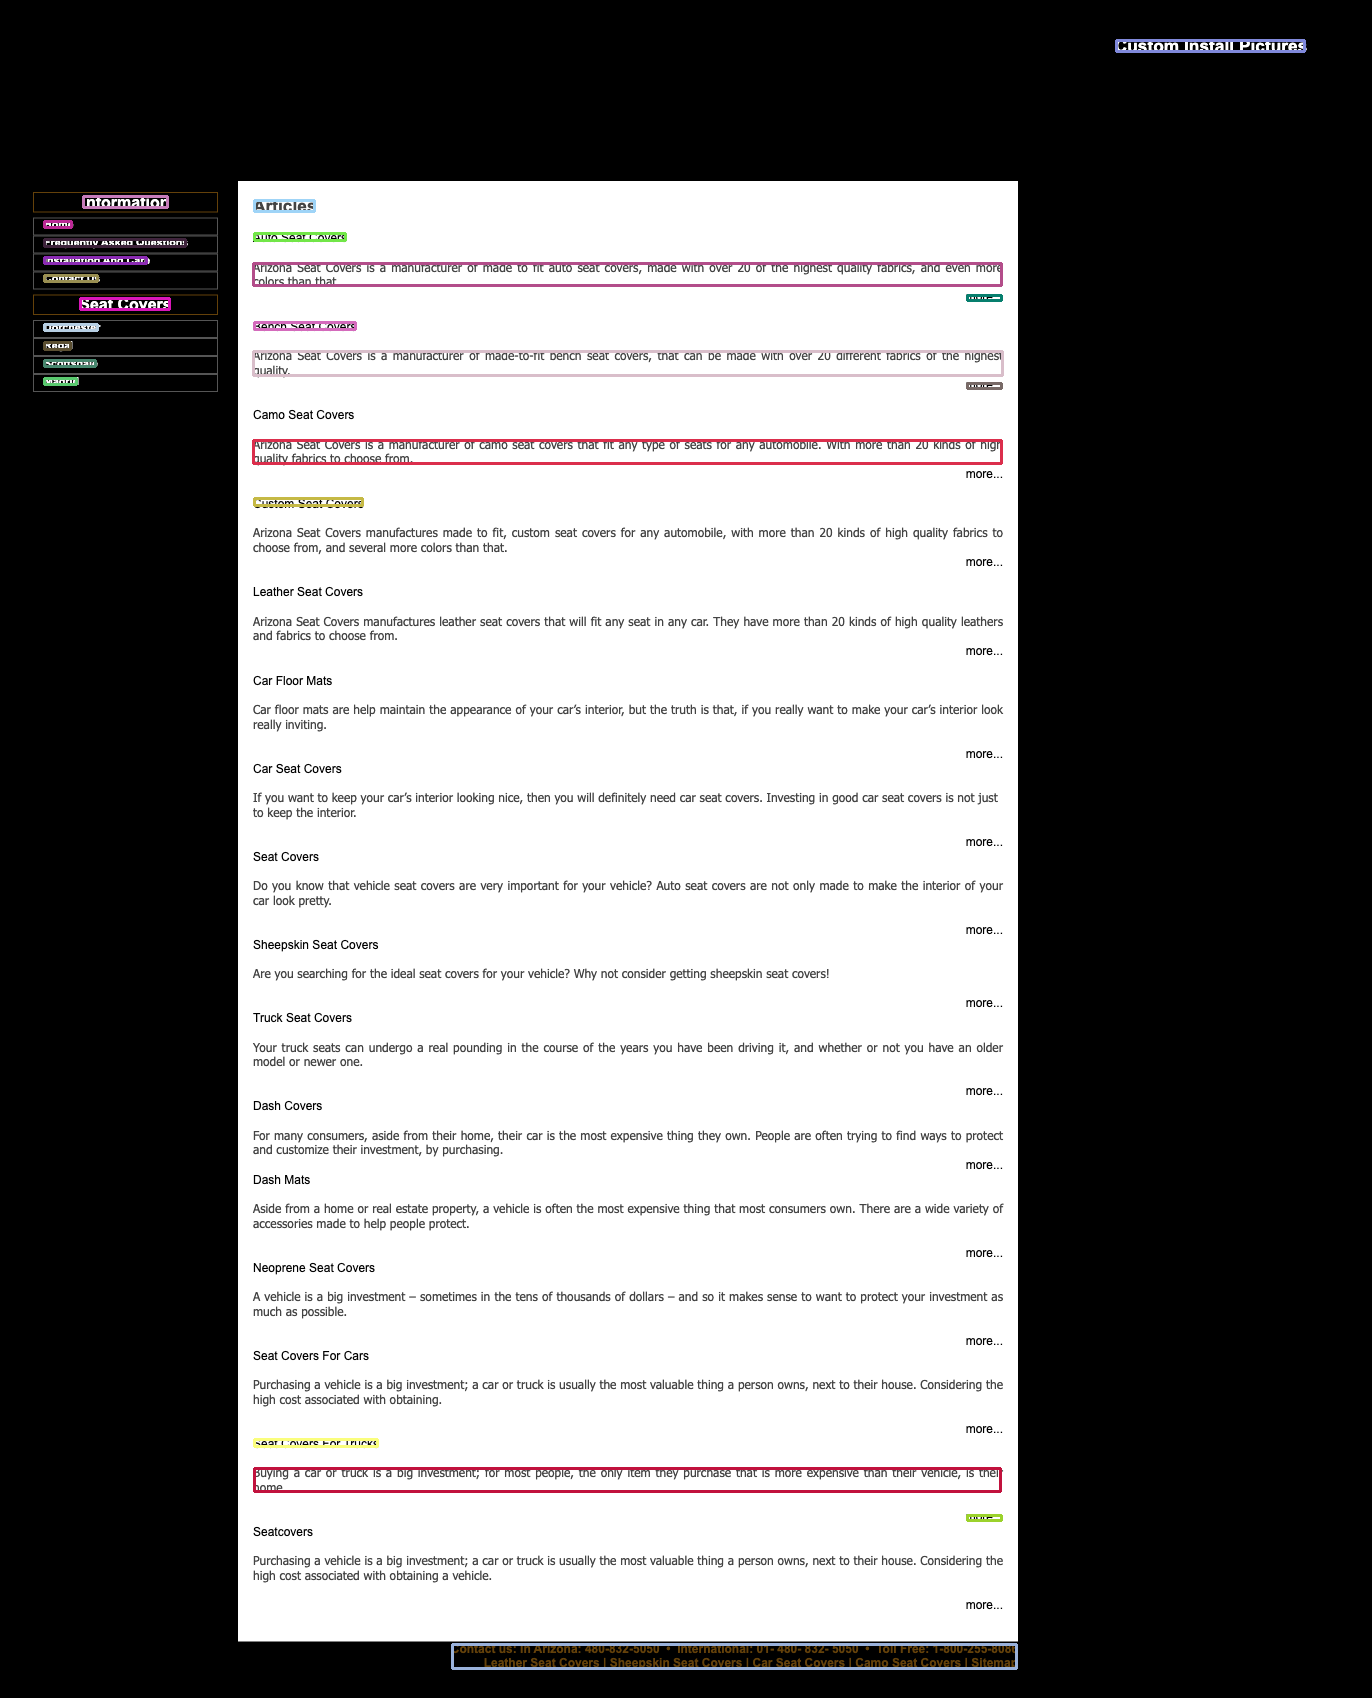 Custom Install Pictures
Information
Home
Frequently Asked Questions
Installation And Care
Contact Us
Seat Covers
Dorchester
Regal
Scottsdale
Madrid
Articles
Auto Seat Covers
Arizona Seat Covers is a manufacturer of made to fit auto seat covers, made with over 20 of the highest quality fabrics, and even more
colors than that.
more...
Bench Seat Covers
Arizona Seat Covers is a manufacturer of made-to-fit bench seat covers, that can be made with over 20 different fabrics of the highest
quality.
more...
Camo Seat Covers
Arizona Seat Covers is a manufacturer of camo seat covers that fit any type of seats for any automobile. With more than 20 kinds of high
quality fabrics to choose from.
more...
Custom Seat Covers
Arizona Seat Covers manufactures made to fit, custom seat covers for any automobile, with more than 20 kinds of high quality fabrics to
choose from, and several more colors than that.
more...
Leather Seat Covers
Arizona Seat Covers manufactures leather seat covers that will fit any seat in any car. They have more than 20 kinds of high quality leathers
and fabrics to choose from.
more...
Car Floor Mats
Car floor mats are help maintain the appearance of your car’s interior, but the truth is that, if you really want to make your car’s interior look
really inviting.
more...
Car Seat Covers
If you want to keep your car’s interior looking nice, then you will definitely need car seat covers. Investing in good car seat covers is not just
to keep the interior.
more...
Seat Covers
Do you know that vehicle seat covers are very important for your vehicle? Auto seat covers are not only made to make the interior of your
car look pretty.
more...
Sheepskin Seat Covers
Are you searching for the ideal seat covers for your vehicle? Why not consider getting sheepskin seat covers!
more...
Truck Seat Covers
Your truck seats can undergo a real pounding in the course of the years you have been driving it, and whether or not you have an older
model or newer one.
more...
Dash Covers
For many consumers, aside from their home, their car is the most expensive thing they own. People are often trying to find ways to protect
and customize their investment, by purchasing.
more...
Dash Mats
Aside from a home or real estate property, a vehicle is often the most expensive thing that most consumers own. There are a wide variety of
accessories made to help people protect.
more...
Neoprene Seat Covers
A vehicle is a big investment – sometimes in the tens of thousands of dollars – and so it makes sense to want to protect your investment as
much as possible.
more...
Seat Covers For Cars
Purchasing a vehicle is a big investment; a car or truck is usually the most valuable thing a person owns, next to their house. Considering the
high cost associated with obtaining.
more...
Seat Covers For Trucks
Buying a car or truck is a big investment; for most people, the only item they purchase that is more expensive than their vehicle, is their
home.
more...
Seatcovers
Purchasing a vehicle is a big investment; a car or truck is usually the most valuable thing a person owns, next to their house. Considering the
high cost associated with obtaining a vehicle.
more...
Contact us: In Arizona: 480-832-5050 • International: 01- 480- 832- 5050 • Toll Free: 1-800-255-8080
Leather Seat Covers | Sheepskin Seat Covers | Car Seat Covers | Camo Seat Covers | Sitemap